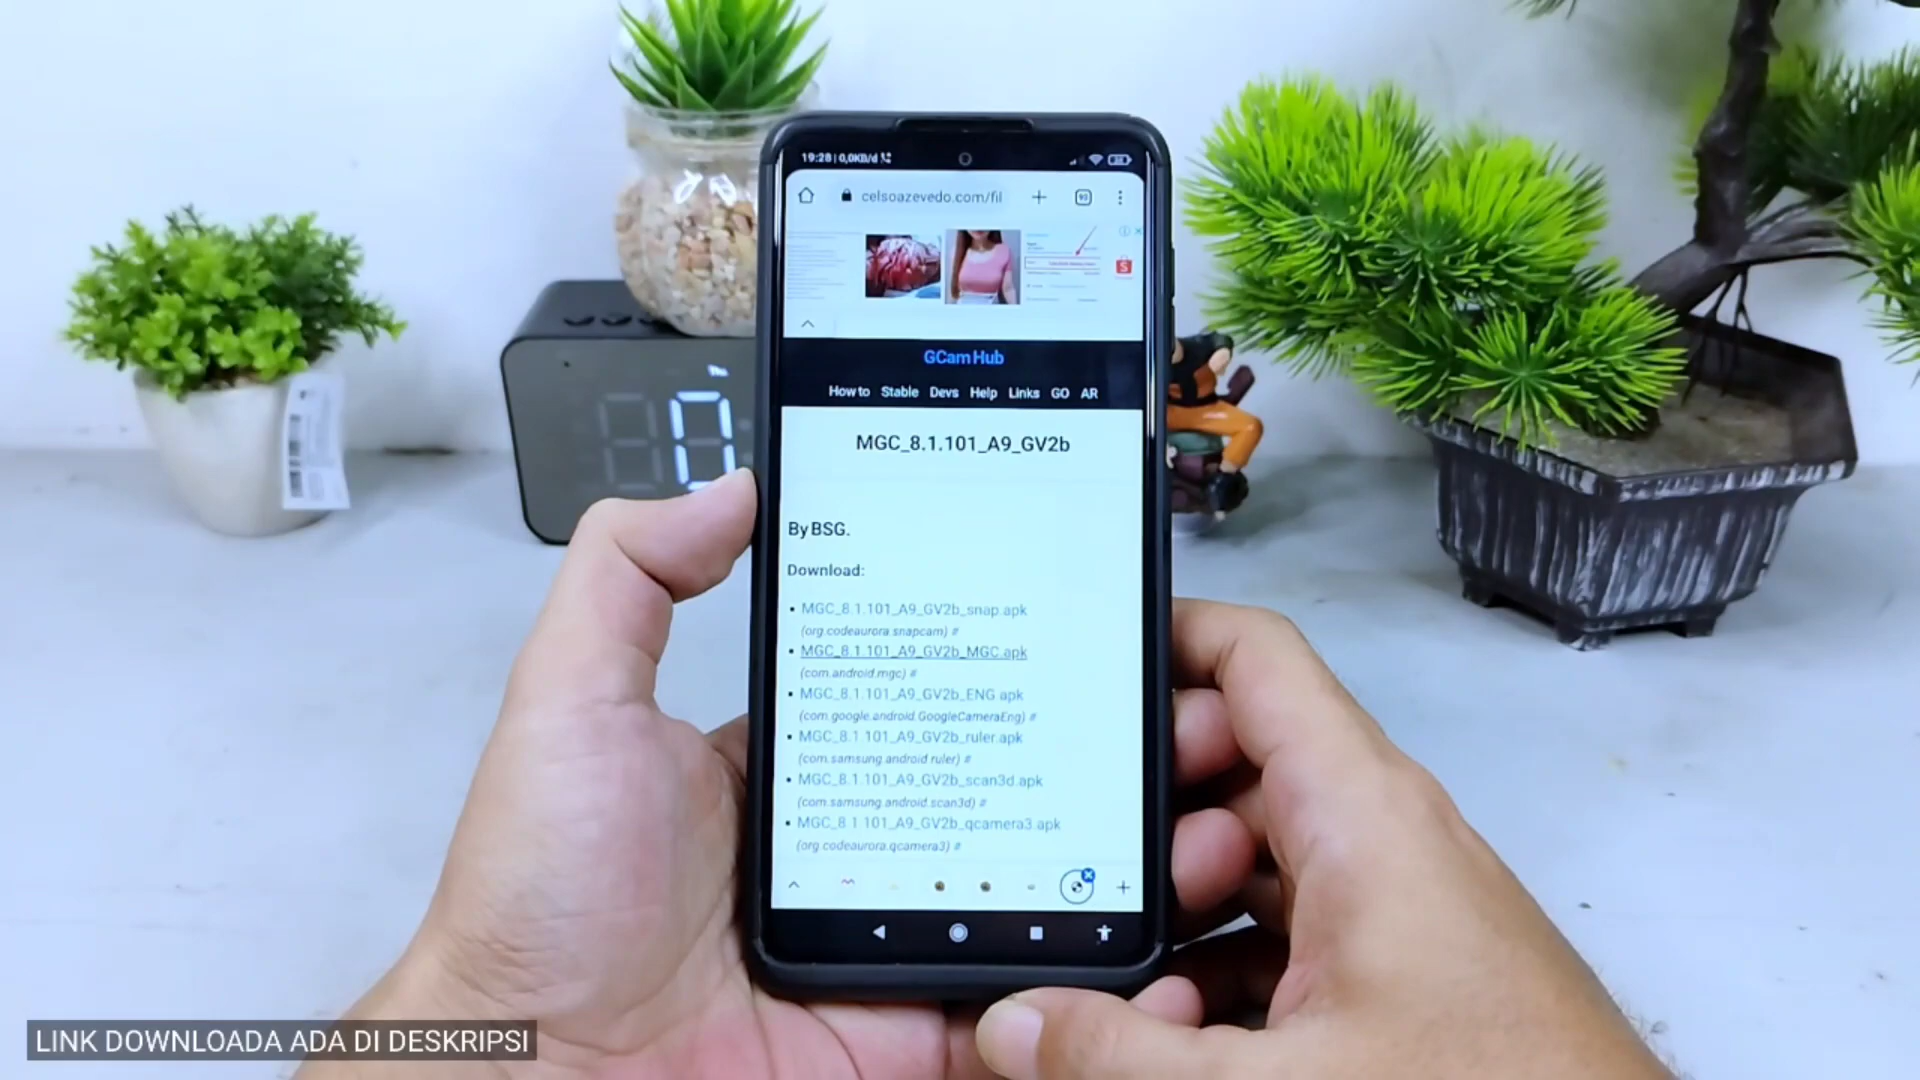 19:28 | 0,0KB/d
celsoazevedo.com/fil
GCam Hub
How to Stable Devs Help Links GO AR
MGC_8.1.101_A9_GV2b
By BSG.
Download:
MGC_8.1.101_A9_GV2b_snap.apk
(org.codeaurora.snapcam) #
MGC_8.1.101_A9_GV2b_MGC.apk
(com.android.mgc) #
MGC_8.1.101_A9_GV2b_ENG.apk
(com.google.android.GoogleCameraEng) #
MGC_8.1.101_A9_GV2b_ruler.apk
(com.samsung.android.ruler) #
MGC_8.1.101_A9_GV2b_scan3d.apk
(com.samsung.android.scan3d) #
MGC_8.1.101_A9_GV2b_qcamera3.apk
(org.codeaurora.qcamera3) #
LINK DOWNLOADA ADA DI DESKRIPSI